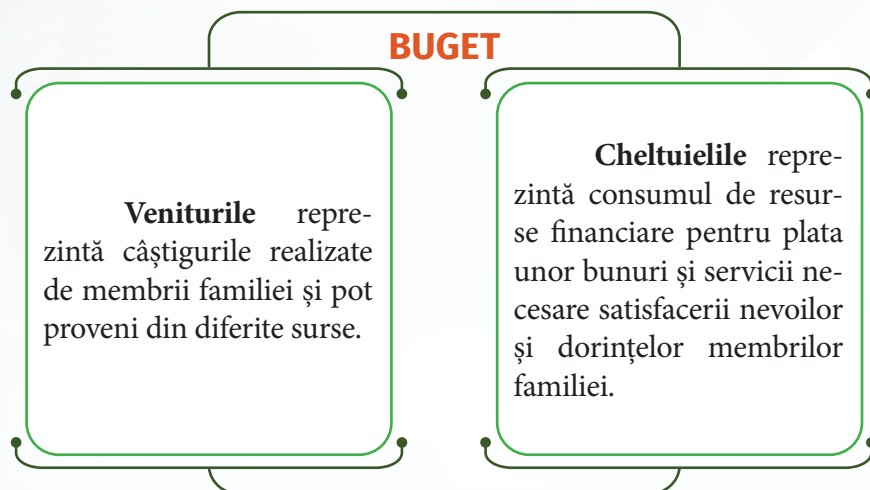 BUGET
Veniturile repre-
zintă câștigurile realizate
de membrii familiei și pot
proveni din diferite surse.
Cheltuielile repre-
zintă consumul de resur-
se financiare pentru plata
unor bunuri și servicii ne-
cesare satisfacerii nevoilor
și dorințelor membrilor
familiei.